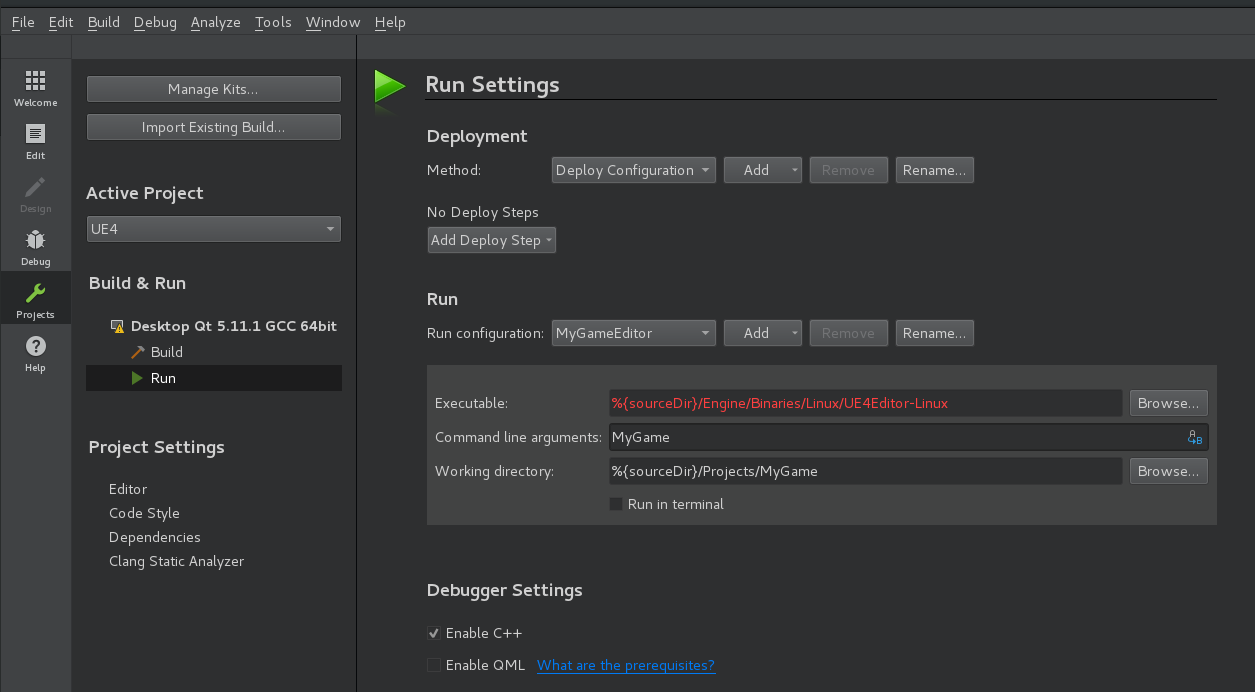 File Edit Build Debug Analyze Tools Window Help
Welcome
Edit
Design
Debug
Projects
Help
Manage Kits...
Import Existing Build...
Active Project
UE4
Build & Run
Desktop Qt 5.11.1 GCC 64bit
Build
Run
Project Settings
Editor
Code Style
Dependencies
Clang Static Analyzer
Run Settings
Deployment
Method: Deploy Configuration Add Remove Rename...
No Deploy Steps
Add Deploy Step
Run
Run configuration: MyGameEditor Add Remove Rename...
Executable: %{sourceDir}/Engine/Binaries/Linux/UE4Editor-Linux Browse...
Command line arguments: MyGame
Working directory: %{sourceDir}/Projects/MyGame Browse...
Run in terminal
Debugger Settings
Enable C++
Enable QML What are the prerequisites?